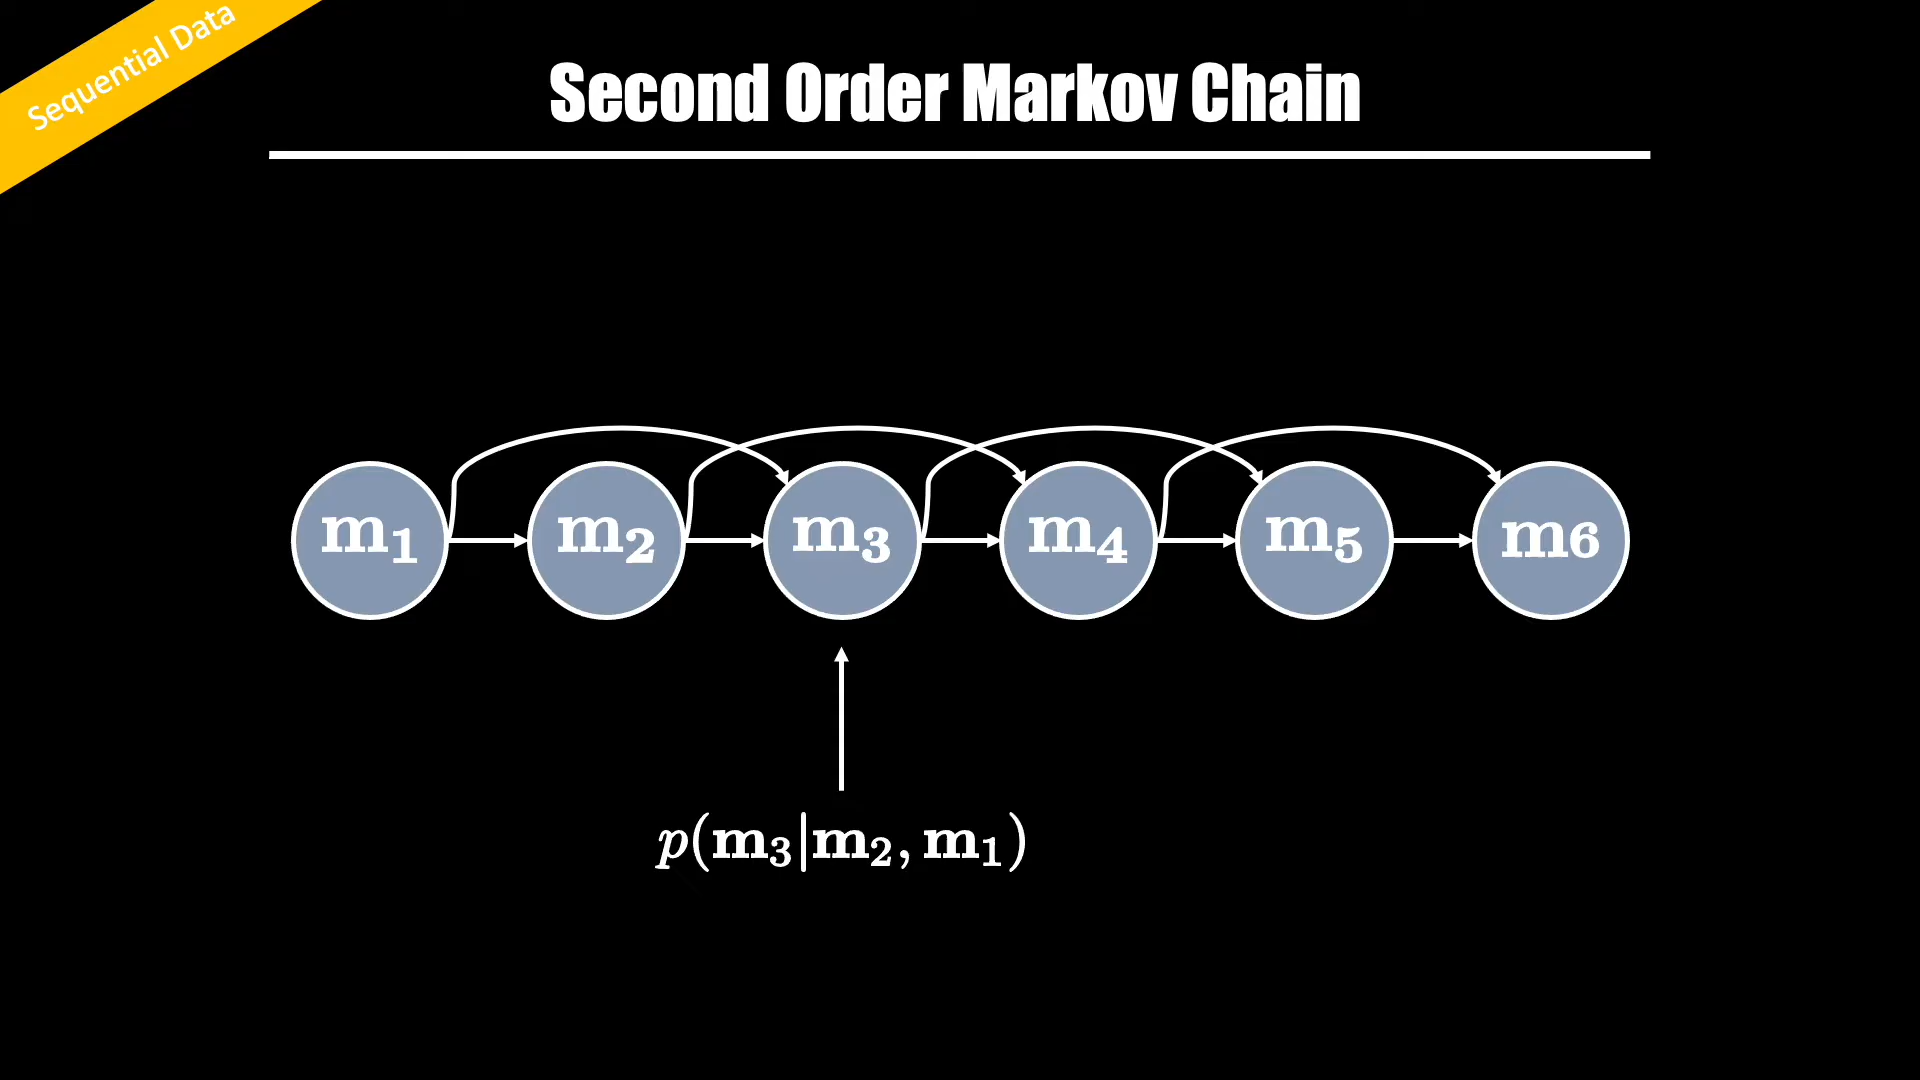 Sequential Data
Second Order Markov Chain
m₁ m₂ m₃ m₄ m₅ m6
p(m₃|m₂, m₁)